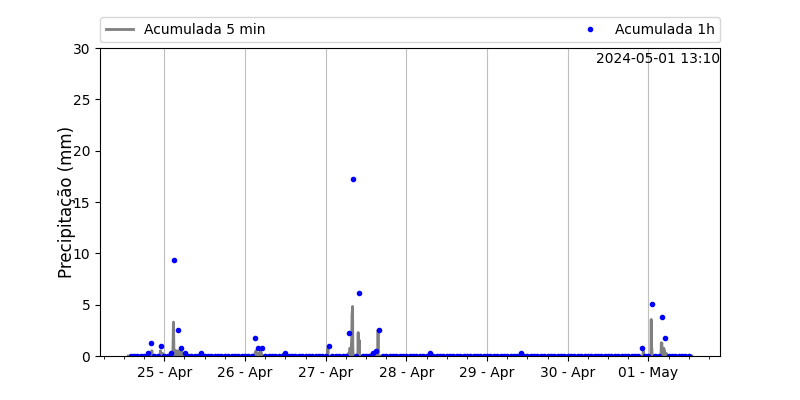 Acumulada 5 min
Acumulada 1h
2024-05-01 13:10
Precipitação (mm)
30
25
20
15
10
5
0
25 - Apr
26 - Apr
27 - Apr
28 - Apr
29 - Apr
30 - Apr
01 - May